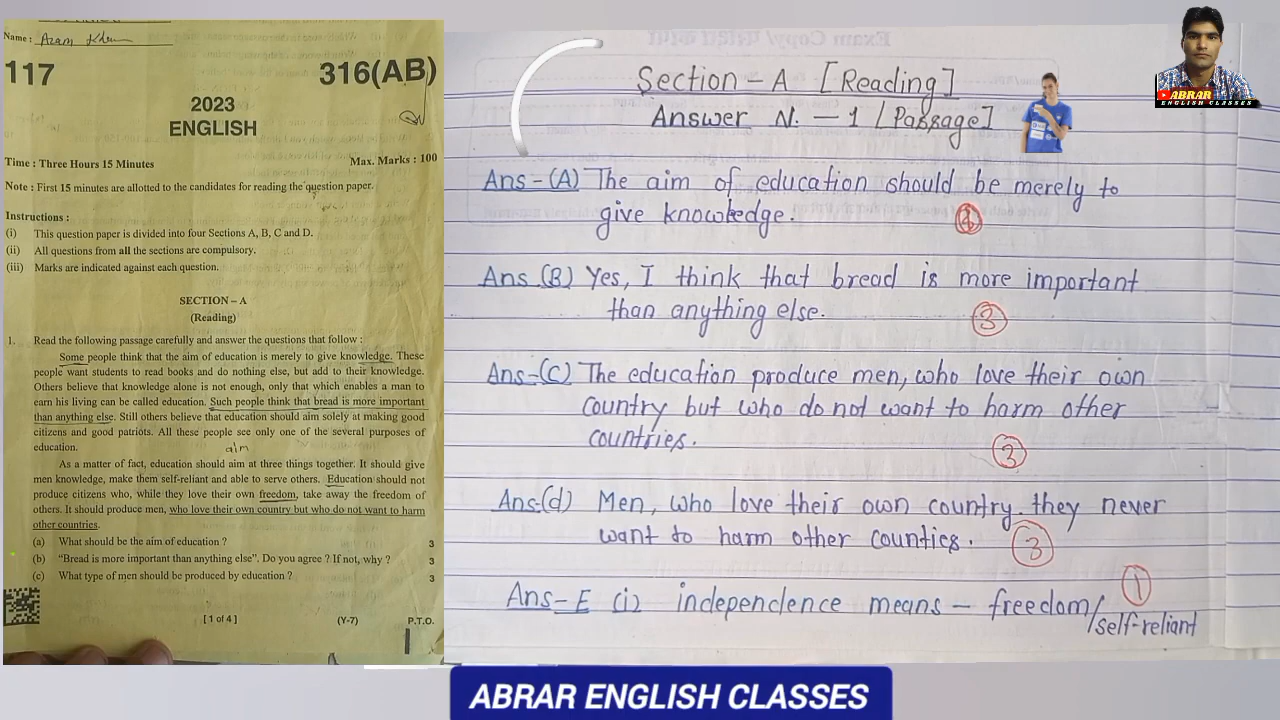 Name : Azam Khan
117
316(AB)
2023
ENGLISH
Time : Three Hours 15 Minutes
Max. Marks : 100
Note : First 15 minutes are allotted to the candidates for reading the question paper.
Instructions :
(i) This question paper is divided into four Sections A, B, C and D.
(ii) All questions from all the sections are compulsory.
(iii) Marks are indicated against each question.
SECTION – A
(Reading)
1. Read the following passage carefully and answer the questions that follow :
Some people think that the aim of education is merely to give knowledge. These
people want students to read books and do nothing else, but add to their knowledge.
Others believe that knowledge alone is not enough, only that which enables a man to
earn his living can be called education. Such people think that bread is more important
than anything else. Still others believe that education should aim solely at making good
citizens and good patriots. All these people see only one of the several purposes of
education.
aim
As a matter of fact, education should aim at three things together. It should give
men knowledge, make them self-reliant and able to serve others. Education should not
produce citizens who, while they love their own freedom, take away the freedom of
others. It should produce men, who love their own country but who do not want to harm
other countries.
(a) What should be the aim of education ? 3
(b) “Bread is more important than anything else”. Do you agree ? If not, why ? 3
(c) What type of men should be produced by education ? 3
[ 1 of 4 ]
(Y-7)
P.T.O.
Section – A [Reading]
Answer N. – 1 / Passage]
Ans - (A) The aim of education should be merely to
give knowledge.
Ans. (B) Yes, I think that bread is more important
than anything else.
3
Ans - (C) The education produce men, who love their own
country but who do not want to harm other
countries.
3
Ans-(d) Men, who love their own country. they never
want to harm other counties.
3
Ans – E (i) independence means – freedom/
self-reliant
1
ABRAR
ENGLISH CLASSES
ABRAR ENGLISH CLASSES